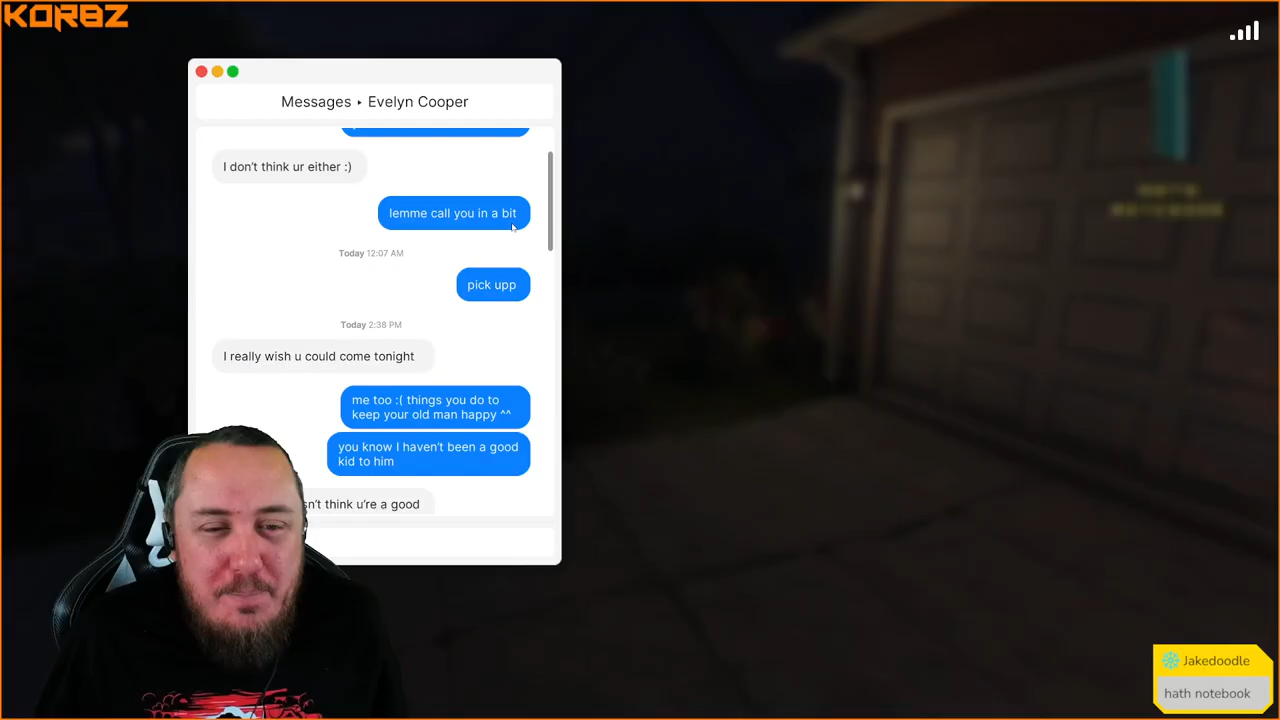 KORBZ
Messages ▸ Evelyn Cooper
I don't think ur either :)
lemme call you in a bit
Today 12:07 AM
pick upp
Today 2:38 PM
I really wish u could come tonight
me too :( things you do to
keep your old man happy ^^
you know I haven't been a good
kid to him
think u're a good
Jakedoodle
hath notebook